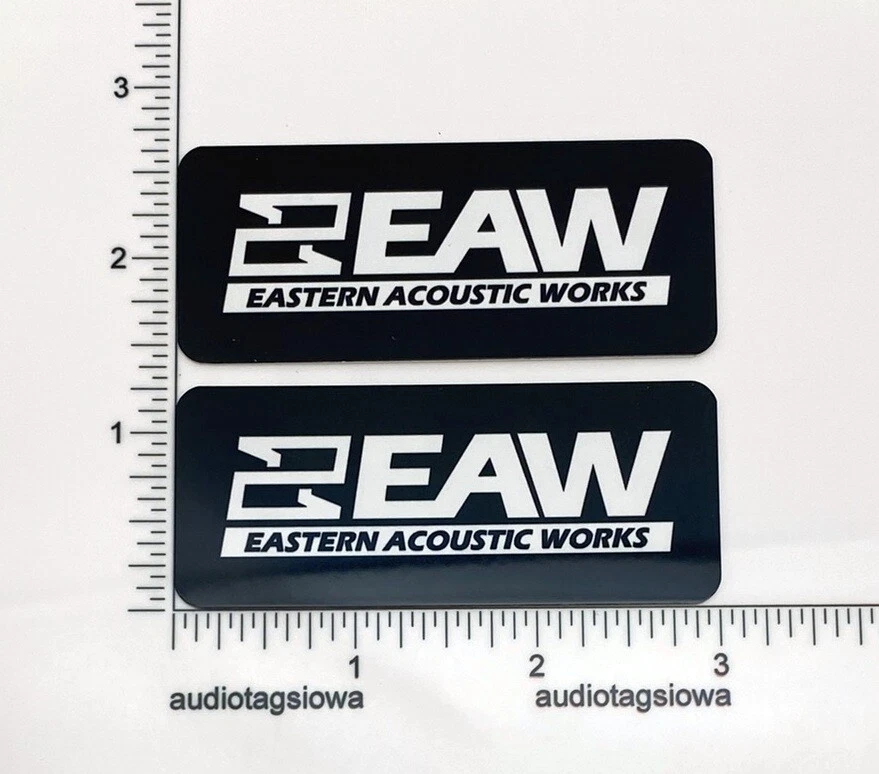 3
EAW
EASTERN ACOUSTIC WORKS
2
EAW
EASTERN ACOUSTIC WORKS
1
1 2 3
audiotagsiowa audiotagsiowa